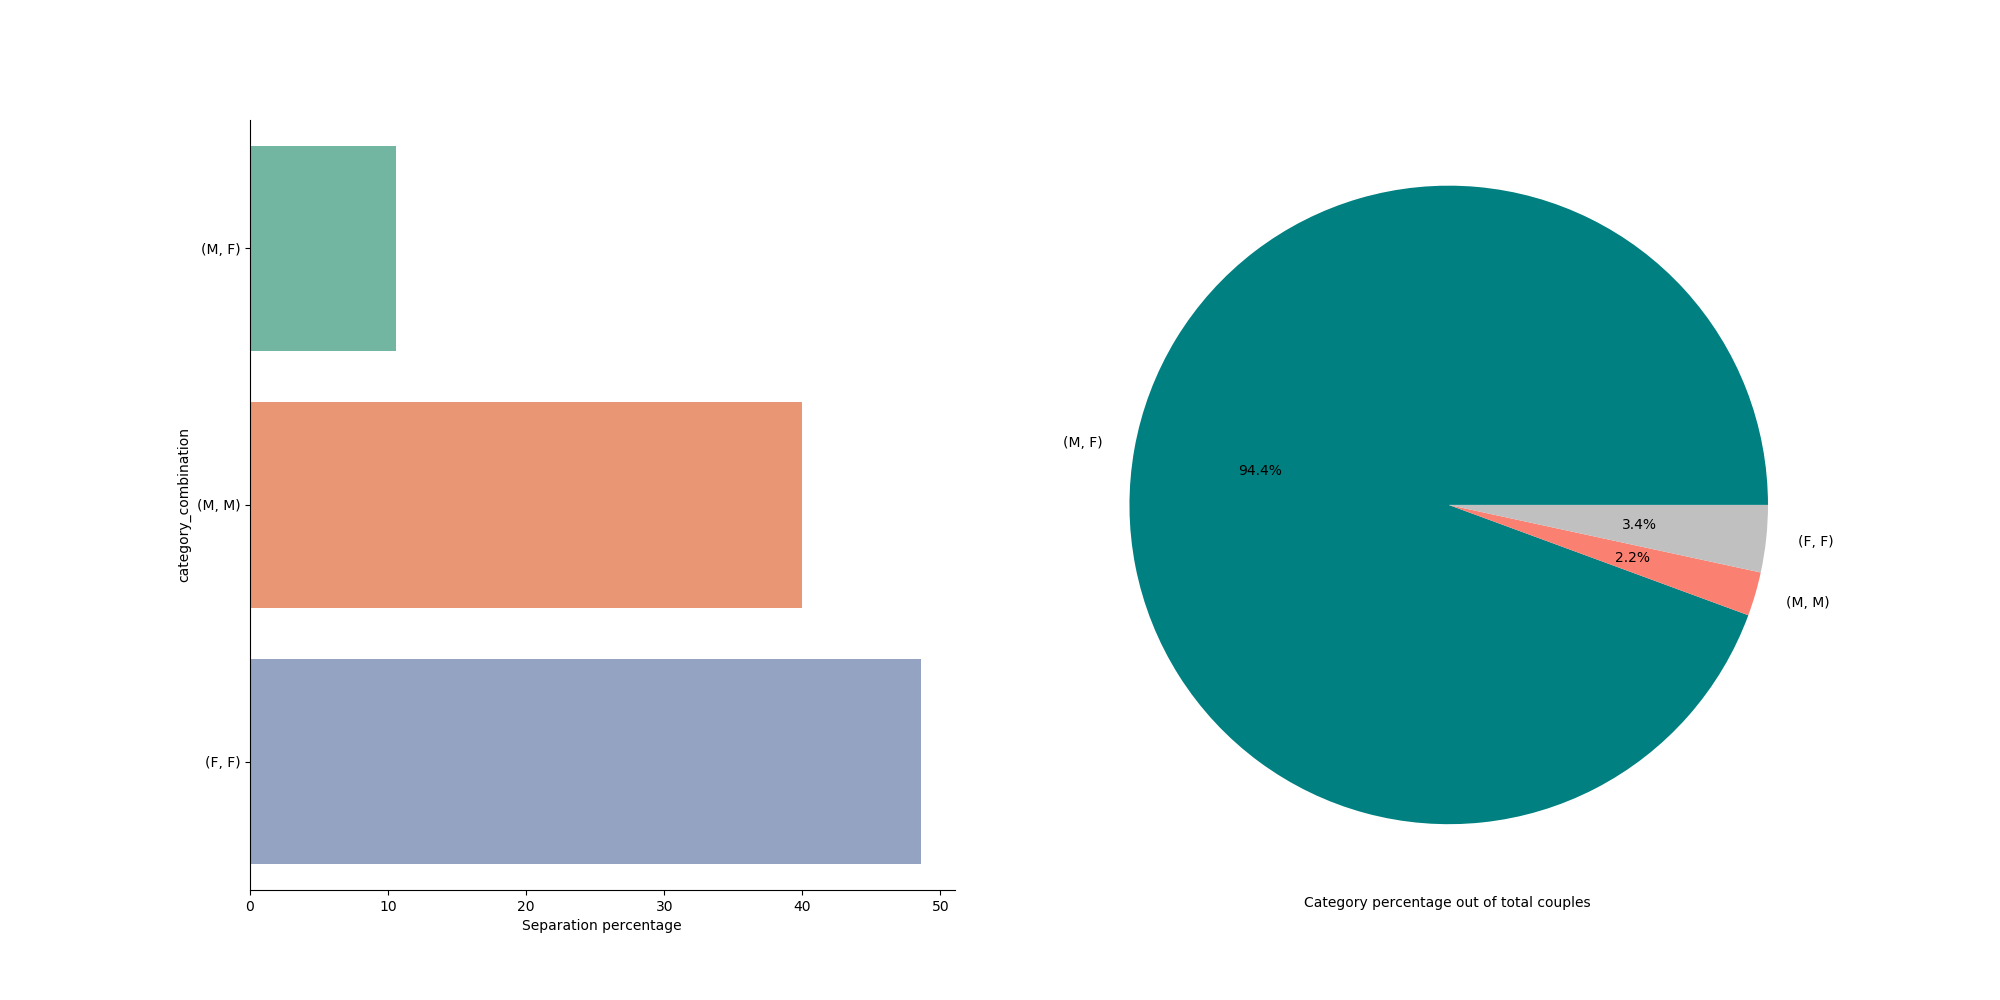 category_combination
(M, F)
(M, M)
(F, F)
0 10 20 30 40 50
Separation percentage
(M, F)
94.4%
3.4%
(F, F)
2.2%
(M, M)
Category percentage out of total couples